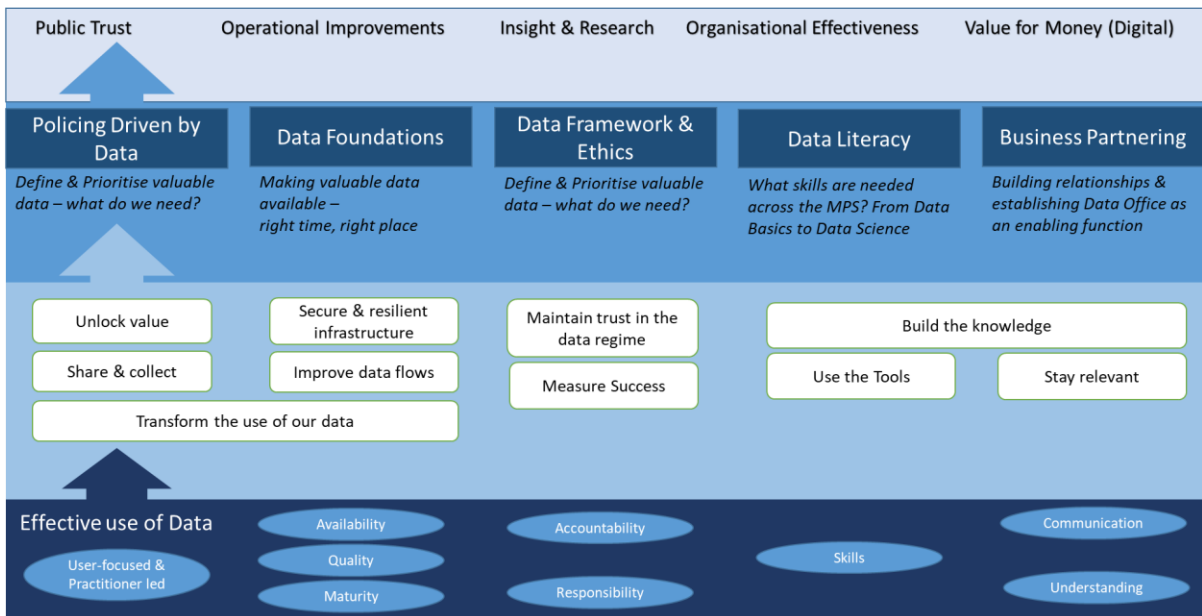 Public Trust
Operational Improvements
Insight & Research
Organisational Effectiveness
Value for Money (Digital)
Policing Driven by
Data
Data Foundations
Data Framework &
Ethics
Data Literacy
Business Partnering
Define & Prioritise valuable
data – what do we need?
Making valuable data
available –
right time, right place
Define & Prioritise valuable
data – what do we need?
What skills are needed
across the MPS? From Data
Basics to Data Science
Building relationships &
establishing Data Office as
an enabling function
Unlock value
Secure & resilient
infrastructure
Maintain trust in the
data regime
Build the knowledge
Share & collect
Improve data flows
Measure Success
Use the Tools
Stay relevant
Transform the use of our data
Effective use of Data
User-focused &
Practitioner led
Availability
Quality
Maturity
Accountability
Responsibility
Skills
Communication
Understanding